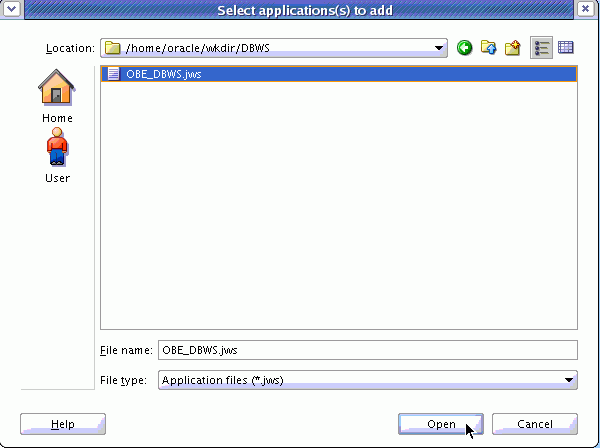 Select applications(s) to add
Location: /home/oracle/wkdir/DBWS
OBE_DBWS.jws
Home
User
File name: OBE_DBWS.jws
File type: Application files (*.jws)
Help Open Cancel